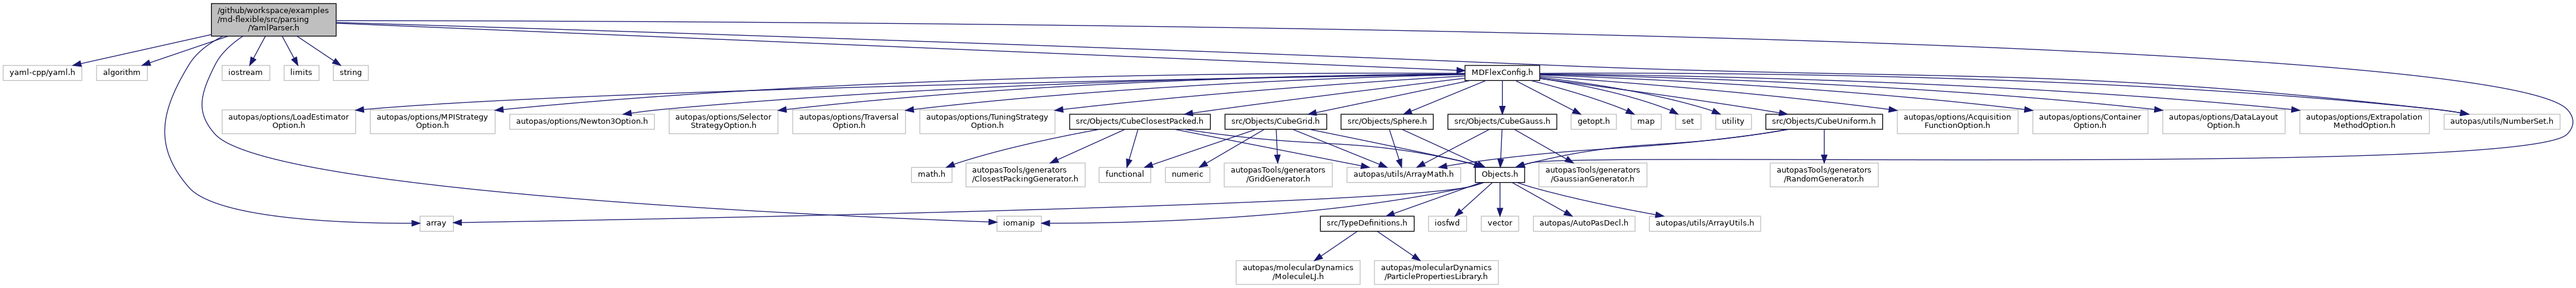 /github/workspace/examples
/md-flexible/src/parsing
/YamlParser.h
yaml-cpp/yaml.h
algorithm
iostream
limits
string
MDFlexConfig.h
autopas/options/LoadEstimator
Option.h
autopas/options/MPIStrategy
Option.h
autopas/options/Newton3Option.h
autopas/options/Selector
StrategyOption.h
autopas/options/Traversal
Option.h
autopas/options/TuningStrategy
Option.h
src/Objects/CubeClosestPacked.h
src/Objects/CubeGrid.h
src/Objects/Sphere.h
src/Objects/CubeGauss.h
getopt.h
map
set
utility
src/Objects/CubeUniform.h
autopas/options/Acquisition
FunctionOption.h
autopas/options/Container
Option.h
autopas/options/DataLayout
Option.h
autopas/options/Extrapolation
MethodOption.h
autopas/utils/NumberSet.h
math.h
autopasTools/generators
/ClosestPackingGenerator.h
functional
numeric
autopasTools/generators
/GridGenerator.h
autopas/utils/ArrayMath.h
Objects.h
autopasTools/generators
/GaussianGenerator.h
autopasTools/generators
/RandomGenerator.h
array
iomanip
src/TypeDefinitions.h
iosfwd
vector
autopas/AutoPasDecl.h
autopas/utils/ArrayUtils.h
autopas/molecularDynamics
/MoleculeLJ.h
autopas/molecularDynamics
/ParticlePropertiesLibrary.h